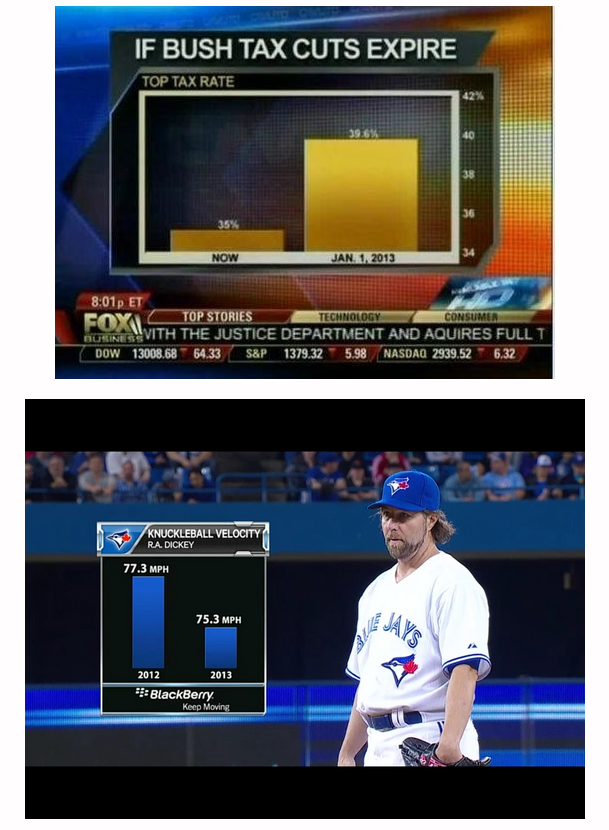 IF BUSH TAX CUTS EXPIRE
TOP TAX RATE
42%
39.6%
40
38
36
35%
34
NOW
JAN. 1, 2013
8:01p ET
TOP STORIES
TECHNOLOGY
CONSUMER
HD
FOX
BUSINESS
WITH THE JUSTICE DEPARTMENT AND AQUIRES FULL T
DOW 13008.68 ▼ 64.33 S&P 1379.32 ▼ 5.98 NASDAQ 2939.52 ▼ 6.32
KNUCKLEBALL VELOCITY
R.A. DICKEY
77.3 MPH
75.3 MPH
2012
2013
BlackBerry
Keep Moving
BLUE JAYS